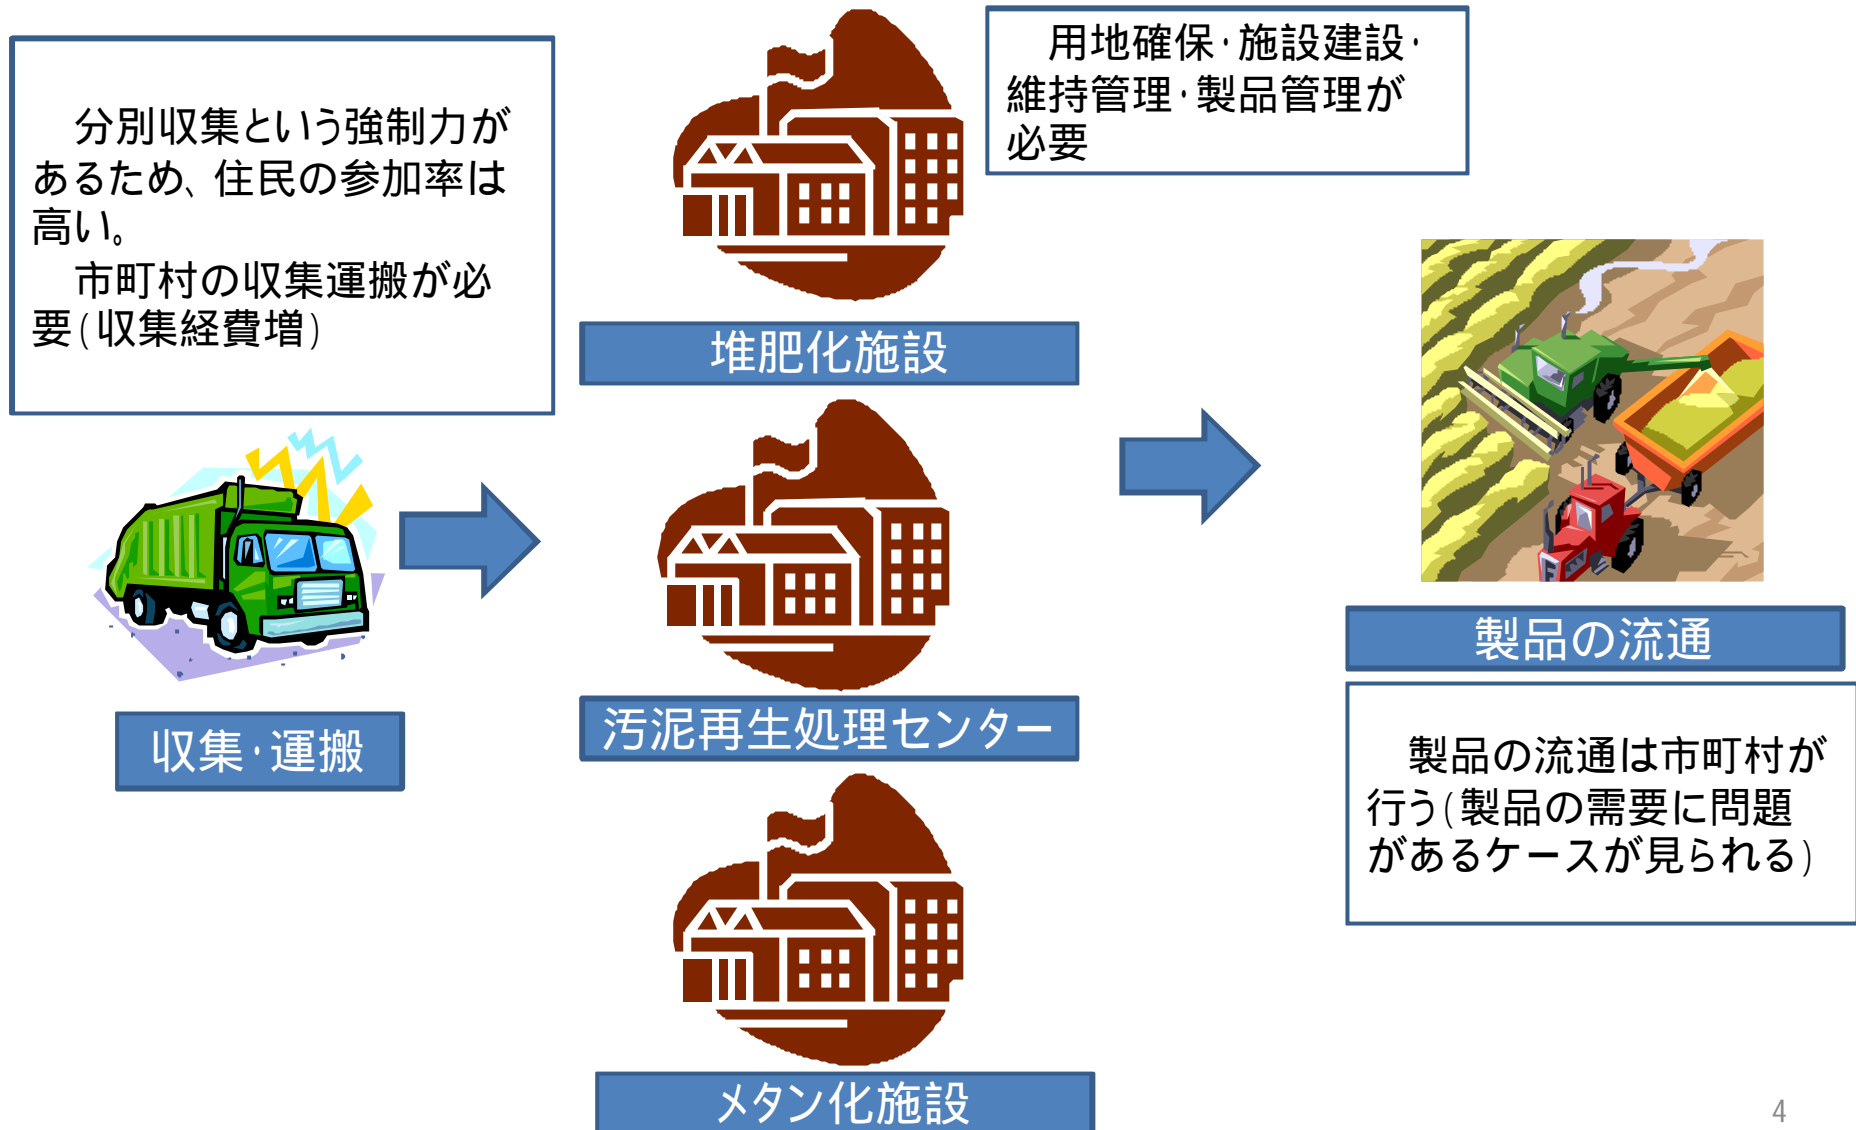 分別収集という強制力が
あるため、住民の参加率は
高い。
市町村の収集運搬が必
要(収集経費増)
収集・運搬
用地確保・施設建設・
維持管理・製品管理が
必要
堆肥化施設
汚泥再生処理センター
メタン化施設
製品の流通
製品の流通は市町村が
行う(製品の需要に問題
があるケースが見られる)
4